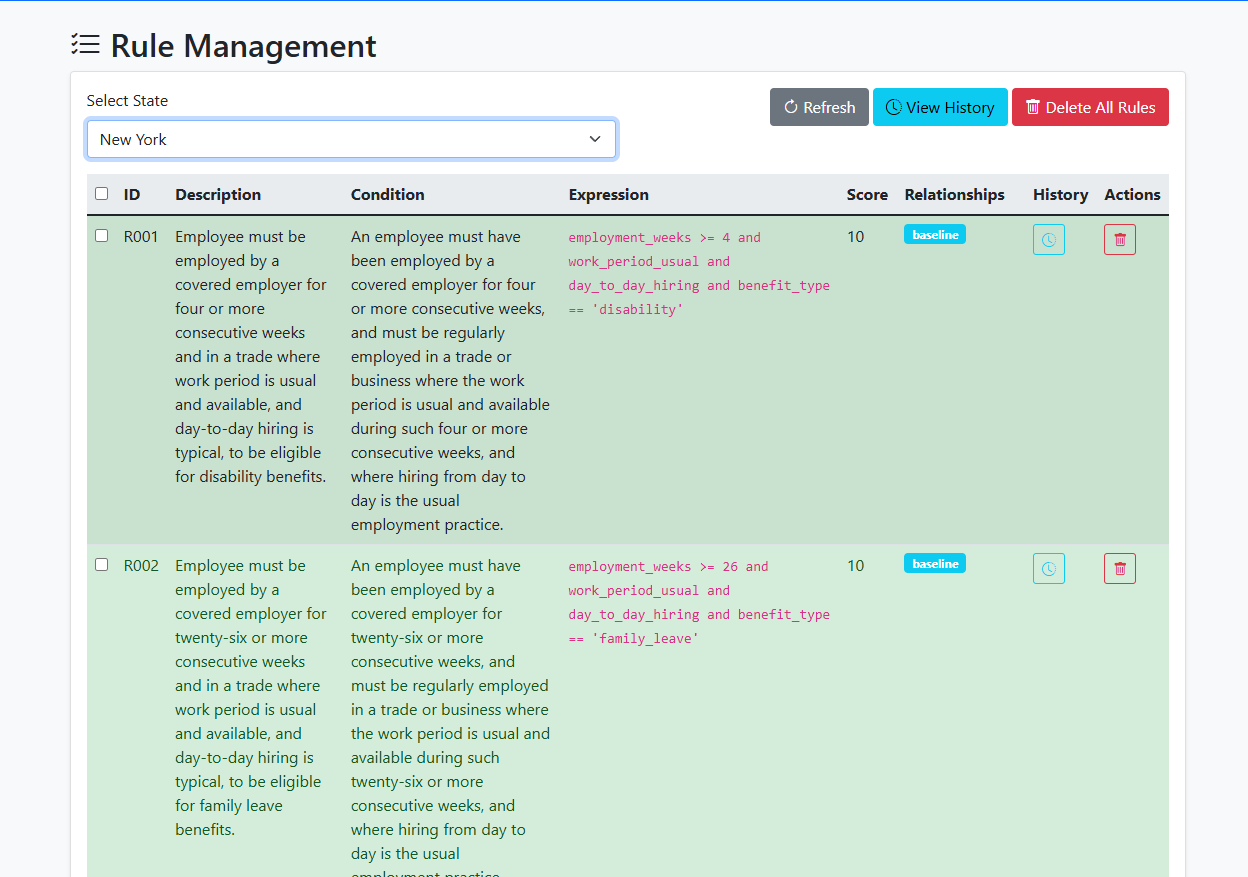 Rule Management
Select State
New York
Refresh
View History
Delete All Rules
ID Description Condition Expression Score Relationships History Actions
R001
Employee must be
employed by a
covered employer for
four or more
consecutive weeks
and in a trade where
work period is usual
and available, and
day-to-day hiring is
typical, to be eligible
for disability benefits.
An employee must have
been employed by a
covered employer for four
or more consecutive weeks,
and must be regularly
employed in a trade or
business where the work
period is usual and available
during such four or more
consecutive weeks, and
where hiring from day to
day is the usual
employment practice.
employment_weeks >= 4 and
work_period_usual and
day_to_day_hiring and benefit_type
== 'disability'
10
baseline
R002
Employee must be
employed by a
covered employer for
twenty-six or more
consecutive weeks
and in a trade where
work period is usual
and available, and
day-to-day hiring is
typical, to be eligible
for family leave
benefits.
An employee must have
been employed by a
covered employer for
twenty-six or more
consecutive weeks, and
must be regularly employed
in a trade or business where
the work period is usual and
available during such
twenty-six or more
consecutive weeks, and
where hiring from day to
day is the usual
employment practice
employment_weeks >= 26 and
work_period_usual and
day_to_day_hiring and benefit_type
== 'family_leave'
10
baseline